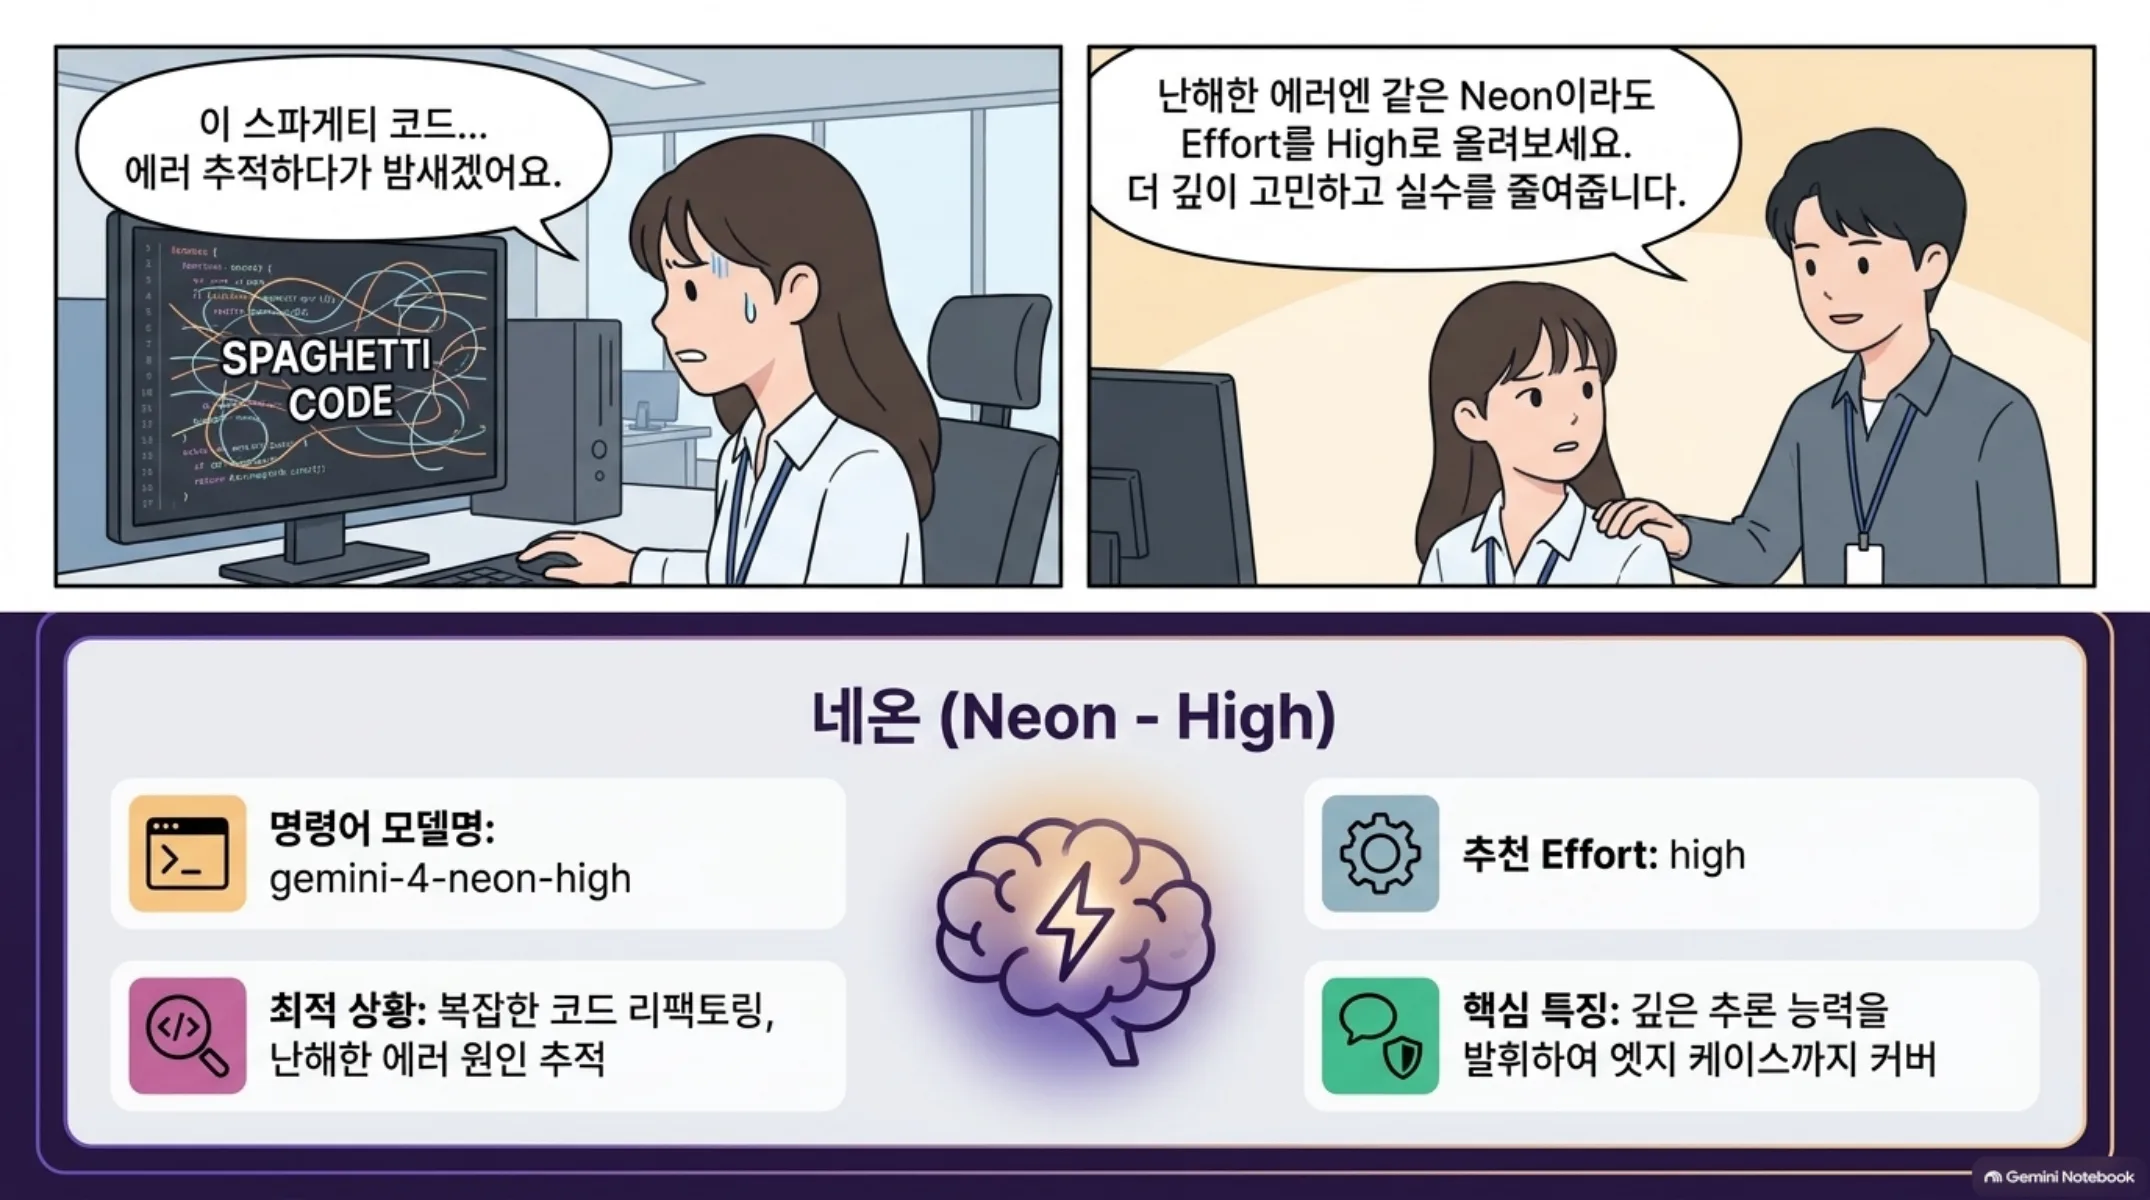 이 스파게티 코드...
에러 추적하다가 밤새겠어요.
SPAGHETTI
CODE
난해한 에러엔 같은 Neon이라도
Effort를 High로 올려보세요.
더 깊이 고민하고 실수를 줄여줍니다.
네온 (Neon - High)
명령어 모델명:
gemini-4-neon-high
추천 Effort: high
최적 상황: 복잡한 코드 리팩토링,
난해한 에러 원인 추적
핵심 특징: 깊은 추론 능력을
발휘하여 엣지 케이스까지 커버
Gemini Notebook